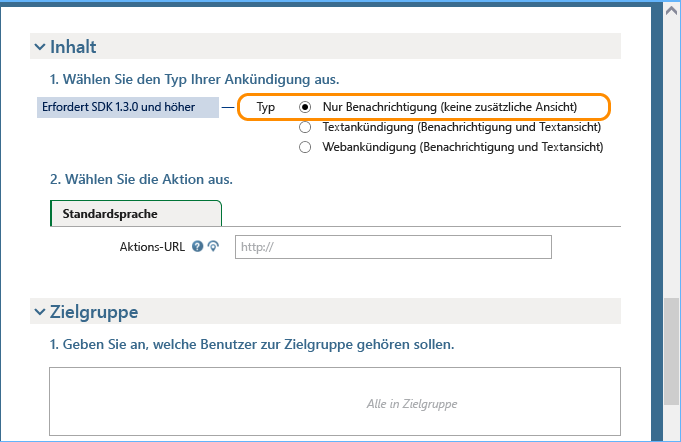 Inhalt
1. Wählen Sie den Typ Ihrer Ankündigung aus.
Erfordert SDK 1.3.0 und höher — Typ Nur Benachrichtigung (keine zusätzliche Ansicht)
Textankündigung (Benachrichtigung und Textansicht)
Webankündigung (Benachrichtigung und Textansicht)
2. Wählen Sie die Aktion aus.
Standardsprache
Aktions-URL ? http://
Zielgruppe
1. Geben Sie an, welche Benutzer zur Zielgruppe gehören sollen.
Alle in Zielgruppe